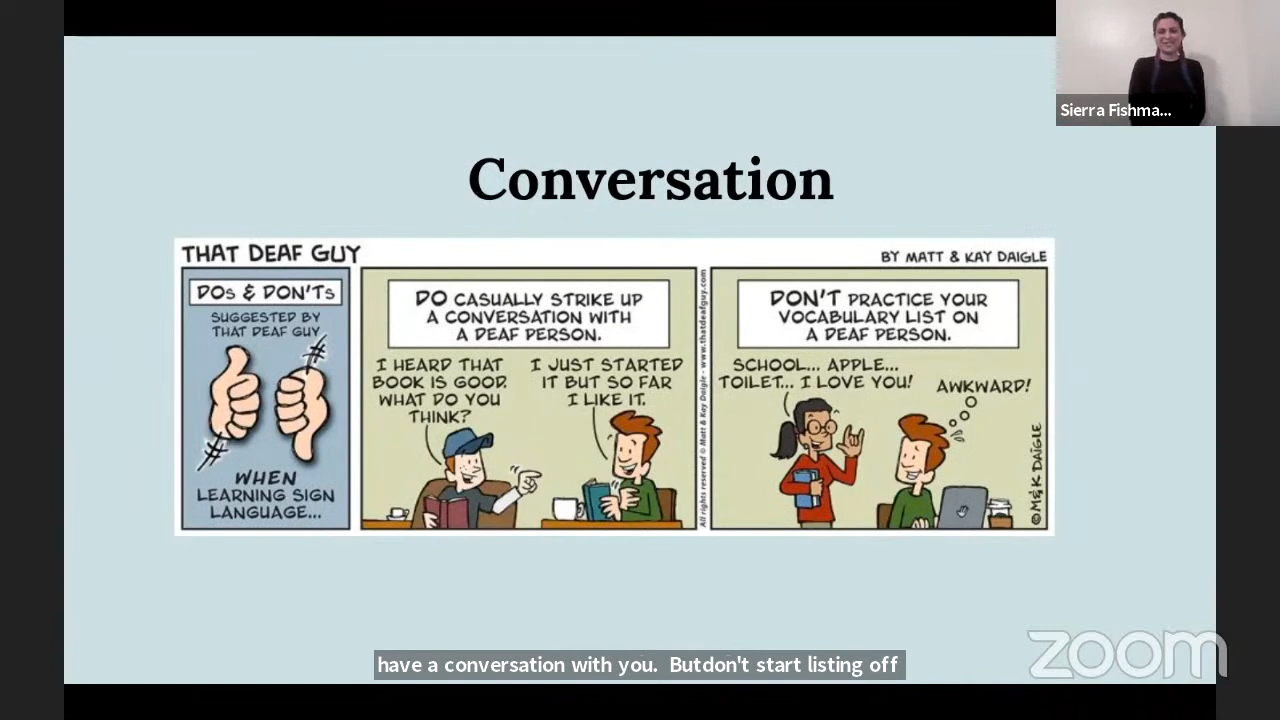 Sierra Fishma...
Conversation
THAT DEAF GUY
BY MATT & KAY DAIGLE
DOs & DON'Ts
SUGGESTED BY
THAT DEAF GUY
WHEN
LEARNING SIGN
LANGUAGE...
DO CASUALLY STRIKE UP
A CONVERSATION WITH
A DEAF PERSON.
I HEARD THAT
BOOK IS GOOD.
WHAT DO YOU
THINK?
I JUST STARTED
IT BUT SO FAR
I LIKE IT.
All rights reserved © Matt & Kay Daigle - www.thatdeafguy.com
DON'T PRACTICE YOUR
VOCABULARY LIST ON
A DEAF PERSON.
SCHOOL... APPLE...
TOILET... I LOVE YOU!
AWKWARD!
©M&K DAIGLE
have a conversation with you.  Butdon't start listing off
zoom